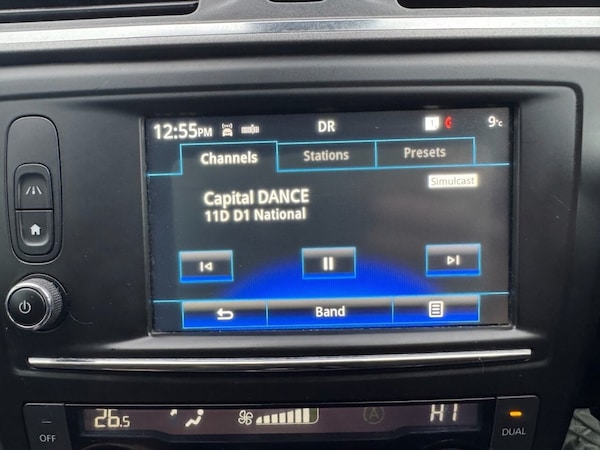 12:55PM
DR
1
9°C
Channels
Stations
Presets
Simulcast
Capital DANCE
11D D1 National
Band
OFF
26.5
A
HI
DUAL